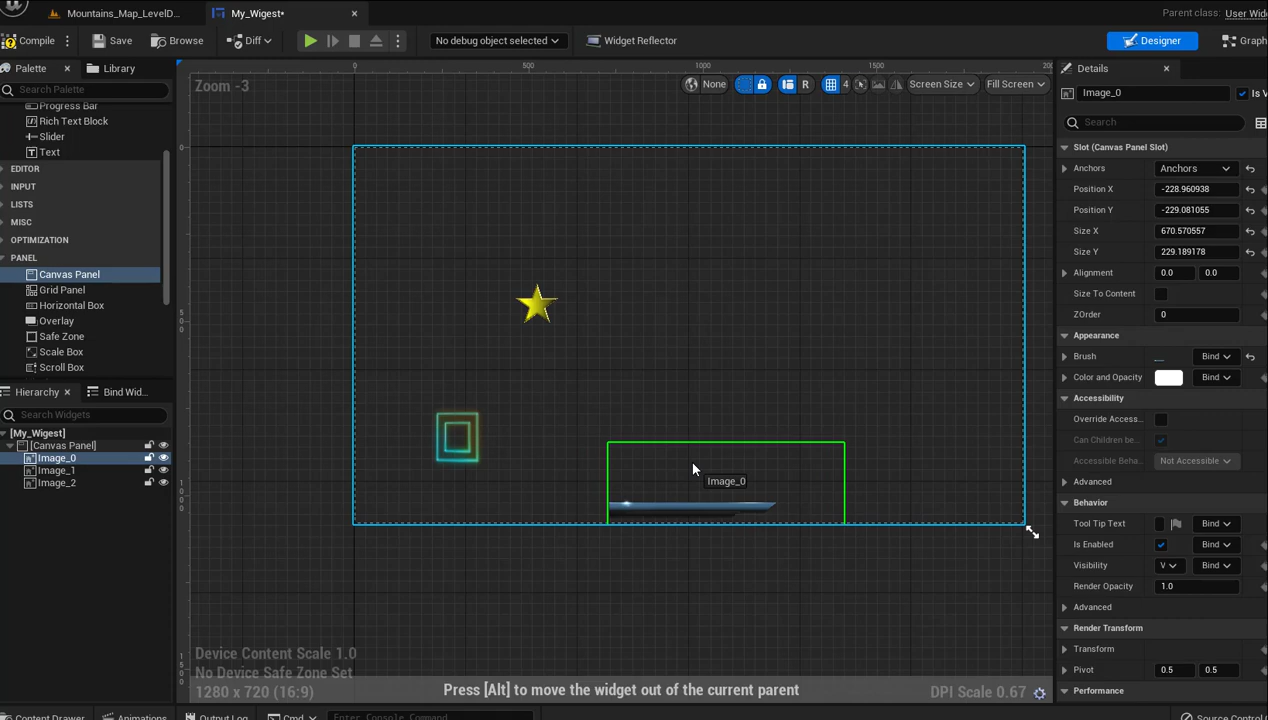 Mountains_Map_LevelD...
My_Wigest*
Parent class:
User Wid
Compile
Save
Browse
Diff
No debug object selected
Widget Reflector
Designer
Graph
Palette
Library
Search Palette
Progress Bar
Rich Text Block
Slider
Text
EDITOR
INPUT
LISTS
MISC
OPTIMIZATION
PANEL
Canvas Panel
Grid Panel
Horizontal Box
Overlay
Safe Zone
Scale Box
Scroll Box
Hierarchy
Bind Wid...
Search Widgets
[My_Wigest]
[Canvas Panel]
Image_0
Image_1
Image_2
0
500
1000
1500
200
Zoom -3
None
R
4
Screen Size
Fill Screen
0
500
1000
15
Image_0
Device Content Scale 1.0
No Device Safe Zone Set
1280 x 720 (16:9)
Press [Alt] to move the widget out of the current parent
DPI Scale 0.67
Details
Image_0
Is V
Search
Slot (Canvas Panel Slot)
Anchors
Anchors
Position X
-228.960938
Position Y
-229.081055
Size X
670.570557
Size Y
229.189178
Alignment
0.0
0.0
Size To Content
ZOrder
0
Appearance
Brush
Bind
Color and Opacity
Bind
Accessibility
Override Access...
Can Children be...
Accessible Beha...
Not Accessible
Advanced
Behavior
Tool Tip Text
Bind
Is Enabled
Bind
Visibility
V
Bind
Render Opacity
1.0
Advanced
Render Transform
Transform
Pivot
0.5
0.5
Performance
Content Drawer
Animations
Output Log
Cmd
Enter Console Command
Source Control